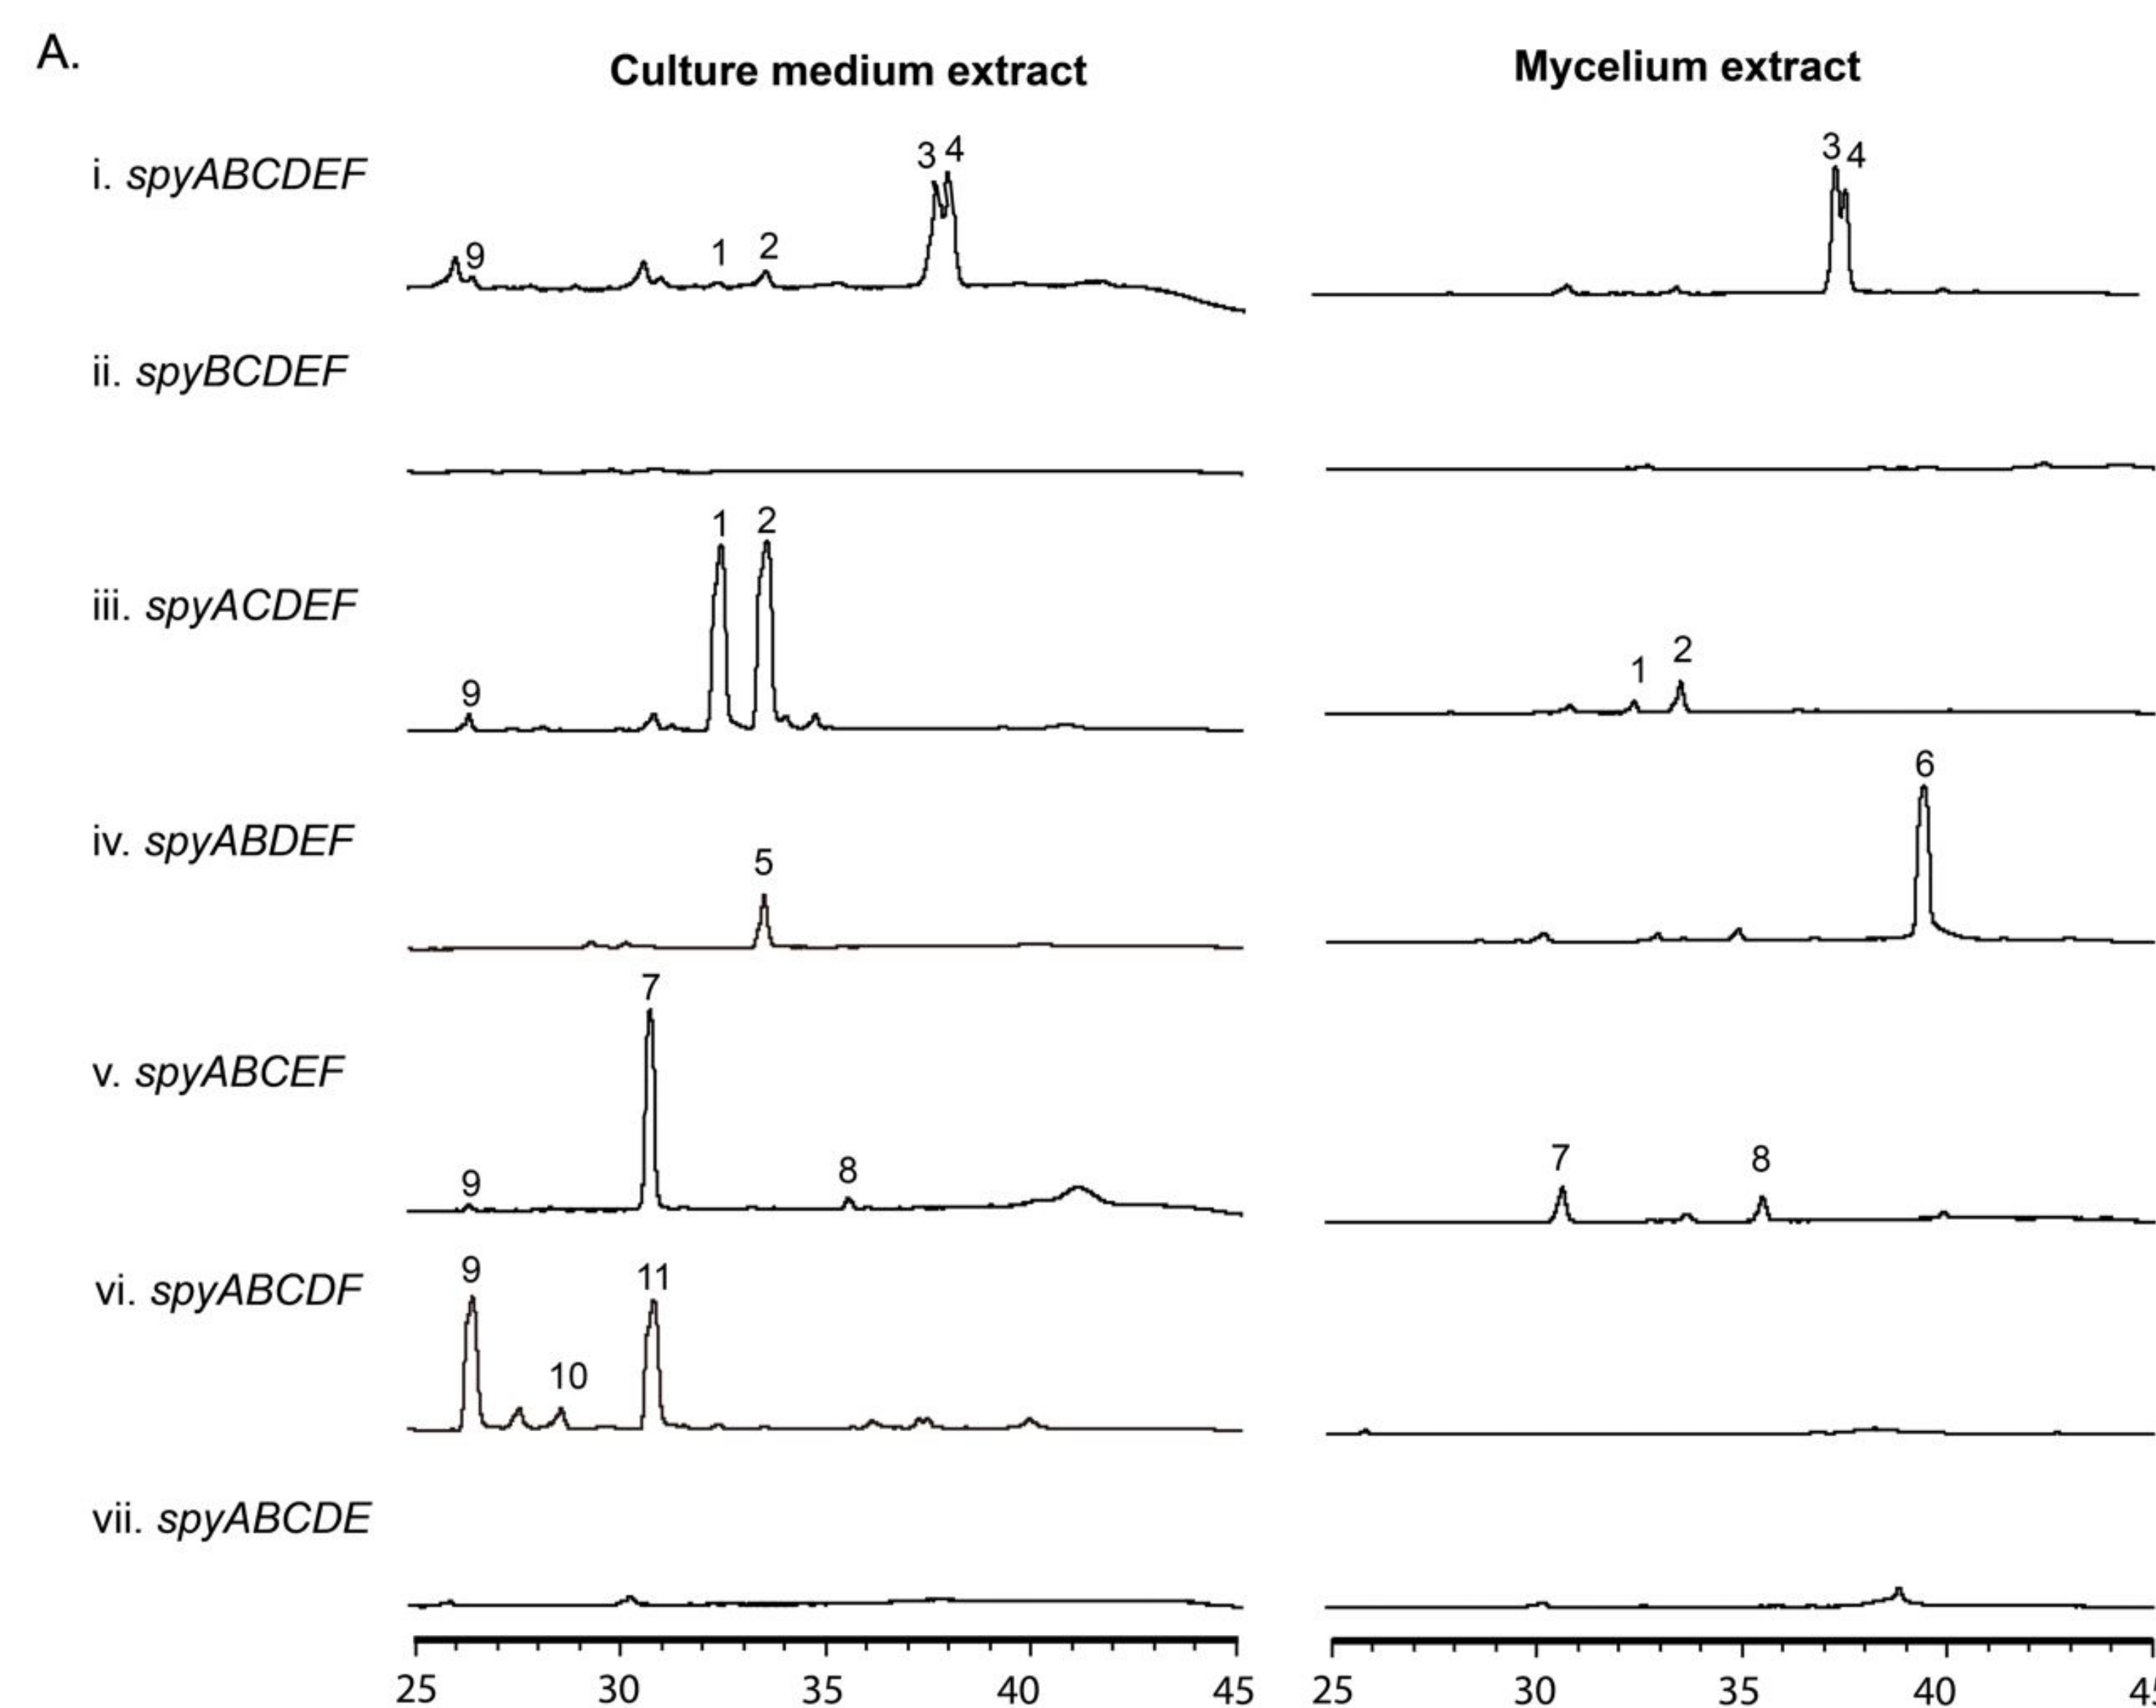 A.
Culture medium extract
Mycelium extract
i. spyABCDEF
9
1
2
3
4
3
4
ii. spyBCDEF
iii. spyACDEF
9
1
2
1
2
iv. spyABDEF
5
6
v. spyABCEF
9
7
8
7
8
vi. spyABCDF
9
10
11
vii. spyABCDE
25 30 35 40 45
25 30 35 40